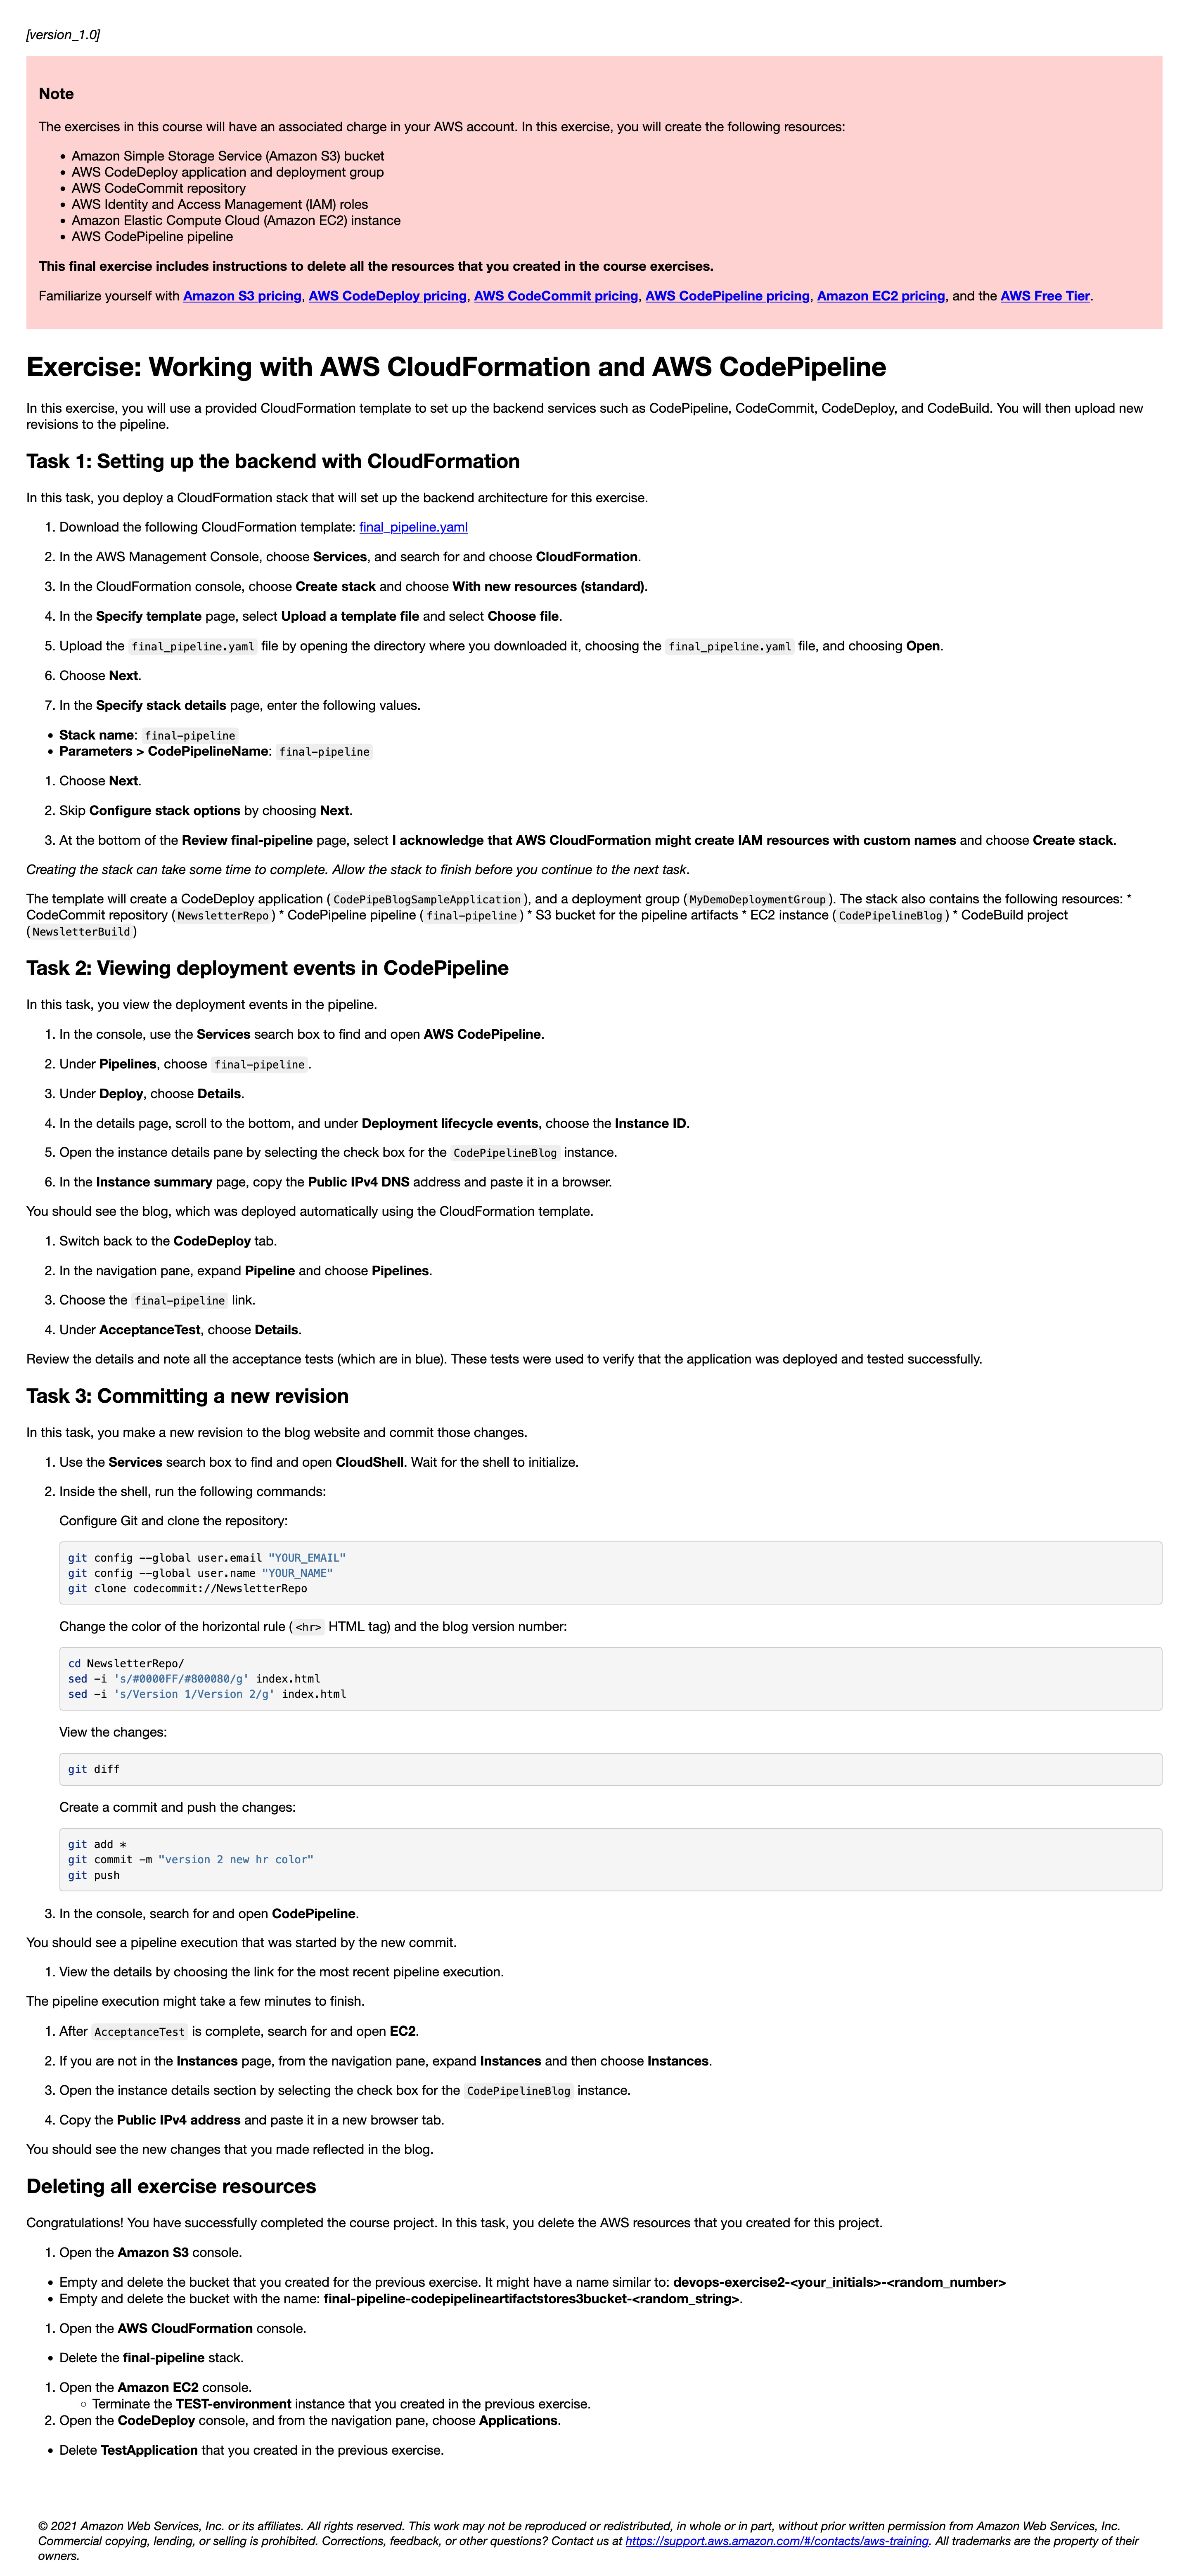 [version_1.0]
Note
The exercises in this course will have an associated charge in your AWS account. In this exercise, you will create the following resources:
• Amazon Simple Storage Service (Amazon S3) bucket
• AWS CodeDeploy application and deployment group
• AWS CodeCommit repository
• AWS Identity and Access Management (IAM) roles
• Amazon Elastic Compute Cloud (Amazon EC2) instance
• AWS CodePipeline pipeline
This final exercise includes instructions to delete all the resources that you created in the course exercises.
Familiarize yourself with Amazon S3 pricing, AWS CodeDeploy pricing, AWS CodeCommit pricing, AWS CodePipeline pricing, Amazon EC2 pricing, and the AWS Free Tier.
Exercise: Working with AWS CloudFormation and AWS CodePipeline
In this exercise, you will use a provided CloudFormation template to set up the backend services such as CodePipeline, CodeCommit, CodeDeploy, and CodeBuild. You will then upload new
revisions to the pipeline.
Task 1: Setting up the backend with CloudFormation
In this task, you deploy a CloudFormation stack that will set up the backend architecture for this exercise.
1. Download the following CloudFormation template: final_pipeline.yaml
2. In the AWS Management Console, choose Services, and search for and choose CloudFormation.
3. In the CloudFormation console, choose Create stack and choose With new resources (standard).
4. In the Specify template page, select Upload a template file and select Choose file.
5. Upload the final_pipeline.yaml file by opening the directory where you downloaded it, choosing the final_pipeline.yaml file, and choosing Open.
6. Choose Next.
7. In the Specify stack details page, enter the following values.
• Stack name: final-pipeline
• Parameters > CodePipelineName: final-pipeline
1. Choose Next.
2. Skip Configure stack options by choosing Next.
3. At the bottom of the Review final-pipeline page, select I acknowledge that AWS CloudFormation might create IAM resources with custom names and choose Create stack.
Creating the stack can take some time to complete. Allow the stack to finish before you continue to the next task.
The template will create a CodeDeploy application (CodePipeBlogSampleApplication), and a deployment group (MyDemoDeploymentGroup). The stack also contains the following resources: *
CodeCommit repository (NewsletterRepo) * CodePipeline pipeline (final-pipeline) * S3 bucket for the pipeline artifacts * EC2 instance (CodePipelineBlog) * CodeBuild project
(NewsletterBuild)
Task 2: Viewing deployment events in CodePipeline
In this task, you view the deployment events in the pipeline.
1. In the console, use the Services search box to find and open AWS CodePipeline.
2. Under Pipelines, choose final-pipeline.
3. Under Deploy, choose Details.
4. In the details page, scroll to the bottom, and under Deployment lifecycle events, choose the Instance ID.
5. Open the instance details pane by selecting the check box for the CodePipelineBlog instance.
6. In the Instance summary page, copy the Public IPv4 DNS address and paste it in a browser.
You should see the blog, which was deployed automatically using the CloudFormation template.
1. Switch back to the CodeDeploy tab.
2. In the navigation pane, expand Pipeline and choose Pipelines.
3. Choose the final-pipeline link.
4. Under AcceptanceTest, choose Details.
Review the details and note all the acceptance tests (which are in blue). These tests were used to verify that the application was deployed and tested successfully.
Task 3: Committing a new revision
In this task, you make a new revision to the blog website and commit those changes.
1. Use the Services search box to find and open CloudShell. Wait for the shell to initialize.
2. Inside the shell, run the following commands:
Configure Git and clone the repository:
git config --global user.email "YOUR_EMAIL"
git config --global user.name "YOUR_NAME"
git clone codecommit://NewsletterRepo
Change the color of the horizontal rule (<hr> HTML tag) and the blog version number:
cd NewsletterRepo/
sed -i 's/#0000FF/#800080/g' index.html
sed -i 's/Version 1/Version 2/g' index.html
View the changes:
git diff
Create a commit and push the changes:
git add *
git commit -m "version 2 new hr color"
git push
3. In the console, search for and open CodePipeline.
You should see a pipeline execution that was started by the new commit.
1. View the details by choosing the link for the most recent pipeline execution.
The pipeline execution might take a few minutes to finish.
1. After AcceptanceTest is complete, search for and open EC2.
2. If you are not in the Instances page, from the navigation pane, expand Instances and then choose Instances.
3. Open the instance details section by selecting the check box for the CodePipelineBlog instance.
4. Copy the Public IPv4 address and paste it in a new browser tab.
You should see the new changes that you made reflected in the blog.
Deleting all exercise resources
Congratulations! You have successfully completed the course project. In this task, you delete the AWS resources that you created for this project.
1. Open the Amazon S3 console.
• Empty and delete the bucket that you created for the previous exercise. It might have a name similar to: devops-exercise2-<your_initials>-<random_number>
• Empty and delete the bucket with the name: final-pipeline-codepipelineartifactstores3bucket-<random_string>.
1. Open the AWS CloudFormation console.
• Delete the final-pipeline stack.
1. Open the Amazon EC2 console.
◦ Terminate the TEST-environment instance that you created in the previous exercise.
2. Open the CodeDeploy console, and from the navigation pane, choose Applications.
• Delete TestApplication that you created in the previous exercise.
© 2021 Amazon Web Services, Inc. or its affiliates. All rights reserved. This work may not be reproduced or redistributed, in whole or in part, without prior written permission from Amazon Web Services, Inc.
Commercial copying, lending, or selling is prohibited. Corrections, feedback, or other questions? Contact us at https://support.aws.amazon.com/#/contacts/aws-training. All trademarks are the property of their
owners.